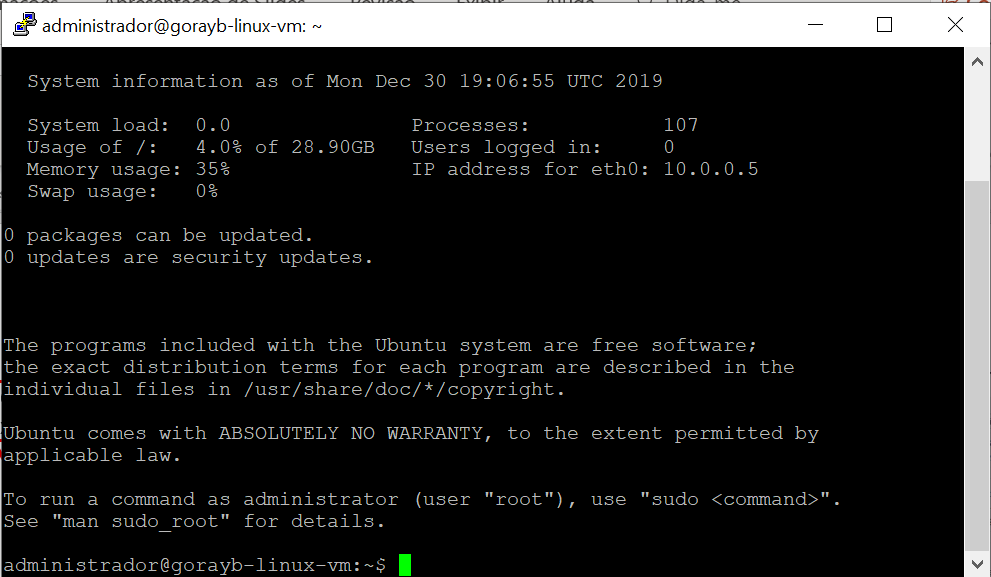 administrador@gorayb-linux-vm: ~
System information as of Mon Dec 30 19:06:55 UTC 2019
System load: 0.0 Processes: 107
Usage of /: 4.0% of 28.90GB Users logged in: 0
Memory usage: 35% IP address for eth0: 10.0.0.5
Swap usage: 0%
0 packages can be updated.
0 updates are security updates.
The programs included with the Ubuntu system are free software;
the exact distribution terms for each program are described in the
individual files in /usr/share/doc/*/copyright.
Ubuntu comes with ABSOLUTELY NO WARRANTY, to the extent permitted by
applicable law.
To run a command as administrator (user "root"), use "sudo <command>".
See "man sudo_root" for details.
administrador@gorayb-linux-vm:~$